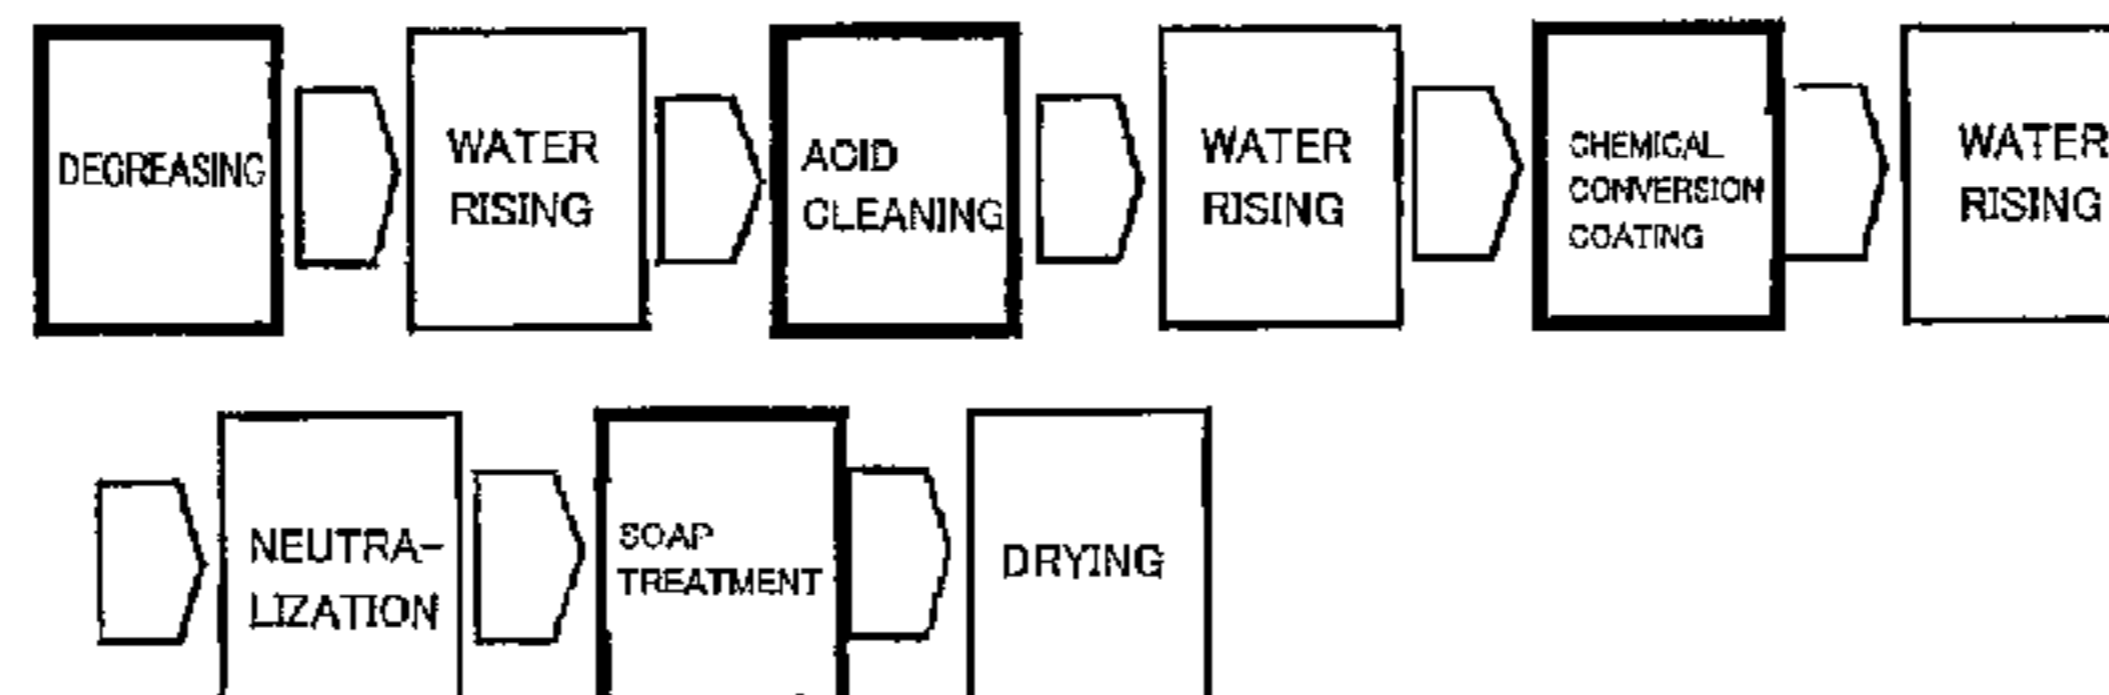 DEGREASING
WATER
RISING
ACID
CLEANING
WATER
RISING
CHEMICAL
CONVERSION
COATING
WATER
RISING
NEUTRA-
LIZATION
SOAP
TREATMENT
DRYING